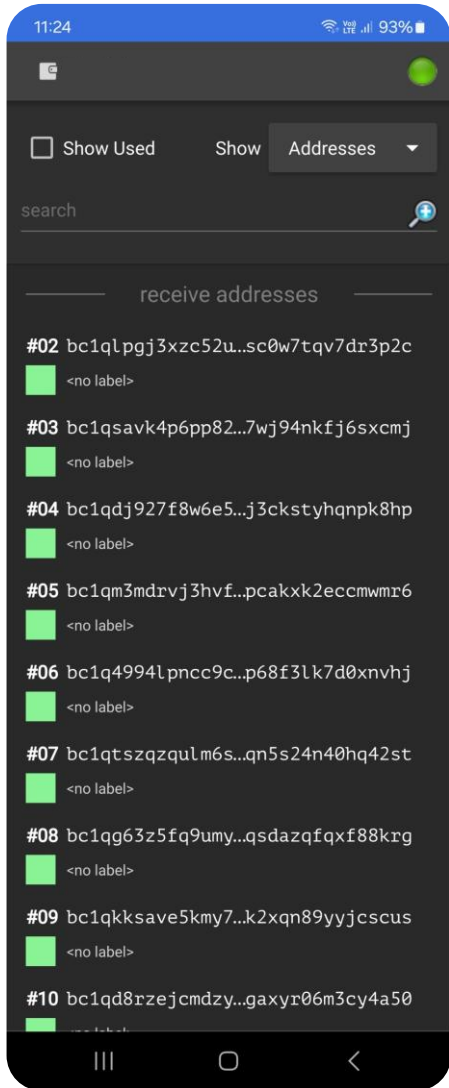 11:24 Voo LTE 93%
Show Used Show Addresses
search
receive addresses
#02 bc1qlpgj3xzc52u…sc0w7tqv7dr3p2c
<no label>
#03 bc1qsavk4p6pp82…7wj94nkfj6sxcmj
<no label>
#04 bc1qdj927f8w6e5…j3ckstyhqnpk8hp
<no label>
#05 bc1qm3mdrvj3hvf…pcakxk2eccmwmr6
<no label>
#06 bc1q4994lpncc9c…p68f3lk7d0xnvhj
<no label>
#07 bc1qtszqzqulm6s…qn5s24n40hq42st
<no label>
#08 bc1qg63z5fq9umy…qsdazqfqxf88krg
<no label>
#09 bc1qkksave5kmy7…k2xqn89yyjcscus
<no label>
#10 bc1qd8rzejcmdzy…gaxyr06m3cy4a50